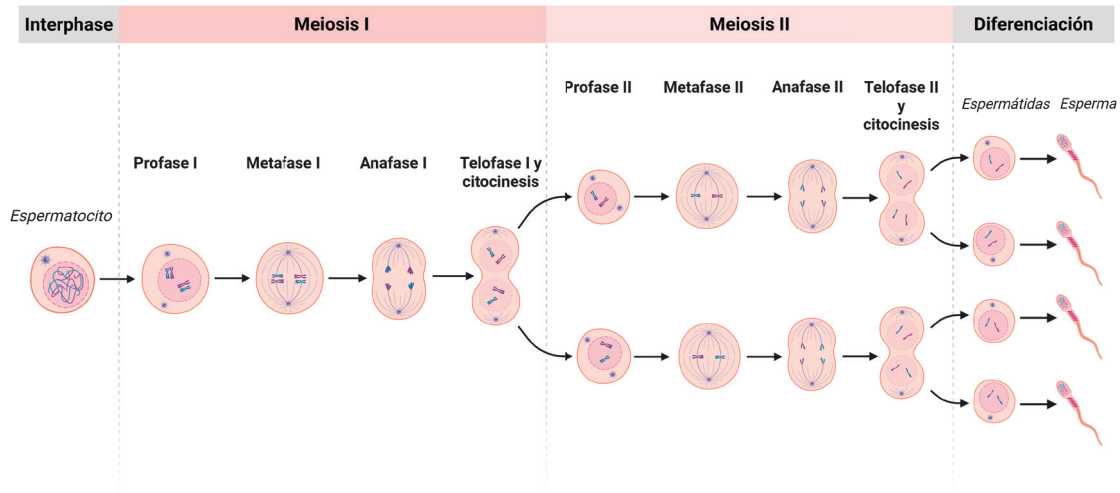 Interphase
Meiosis I
Meiosis II
Diferenciación
Profase II
Metafase II
Anafase II
Telofase II
y
citocinesis
Espermátidas
Esperma
Profase I
Metafase I
Anafase I
Telofase I y
citocinesis
Espermatocito